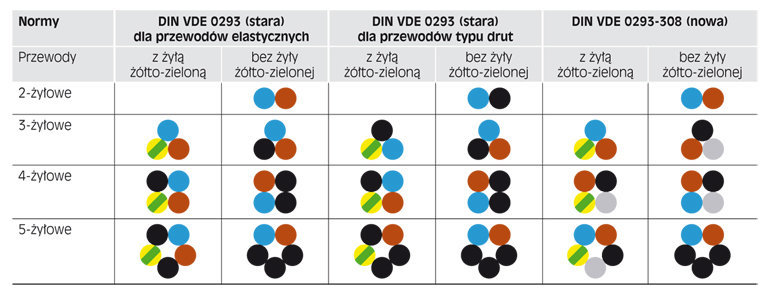 Normy
DIN VDE 0293 (stara)
dla przewodów elastycznych
DIN VDE 0293 (stara)
dla przewodów typu drut
DIN VDE 0293-308 (nowa)
Przewody
z żyłą
żółto-zieloną
bez żyły
żółto-zielonej
z żyłą
żółto-zieloną
bez żyły
żółto-zielonej
z żyłą
żółto-zieloną
bez żyły
żółto-zielonej
2-żyłowe
3-żyłowe
4-żyłowe
5-żyłowe